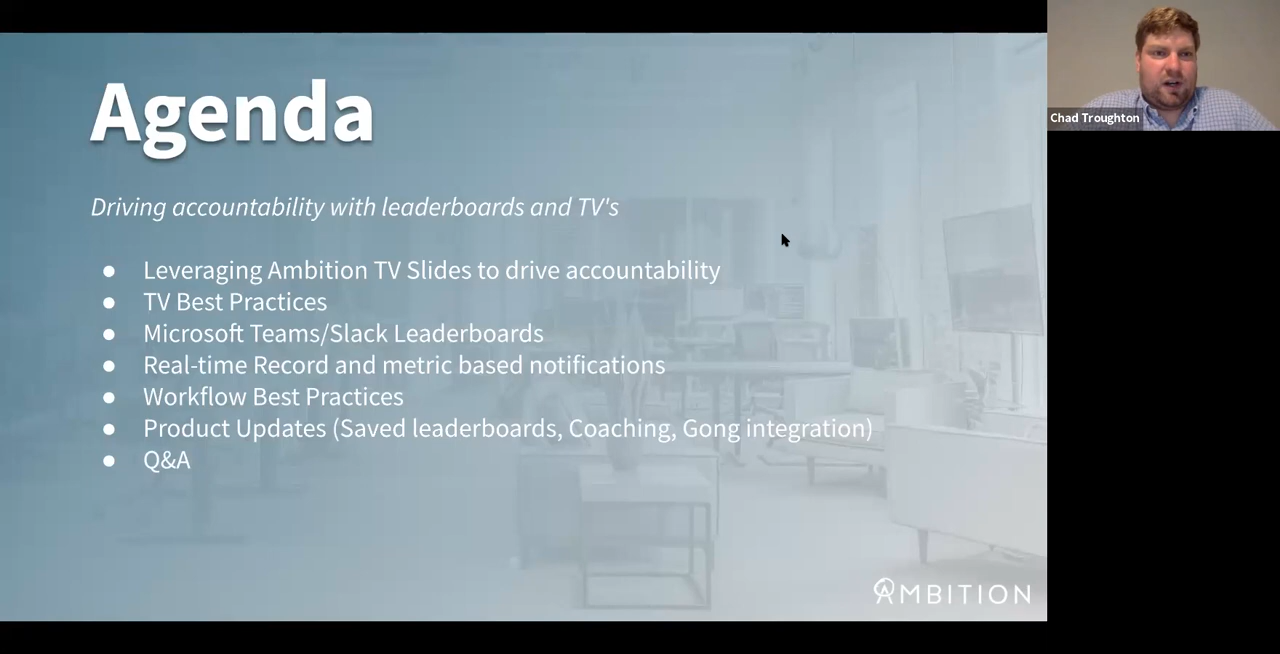 Agenda
Driving accountability with leaderboards and TV's
● Leveraging Ambition TV Slides to drive accountability
● TV Best Practices
● Microsoft Teams/Slack Leaderboards
● Real-time Record and metric based notifications
● Workflow Best Practices
● Product Updates (Saved leaderboards, Coaching, Gong integration)
● Q&A
AMBITION
Chad Troughton